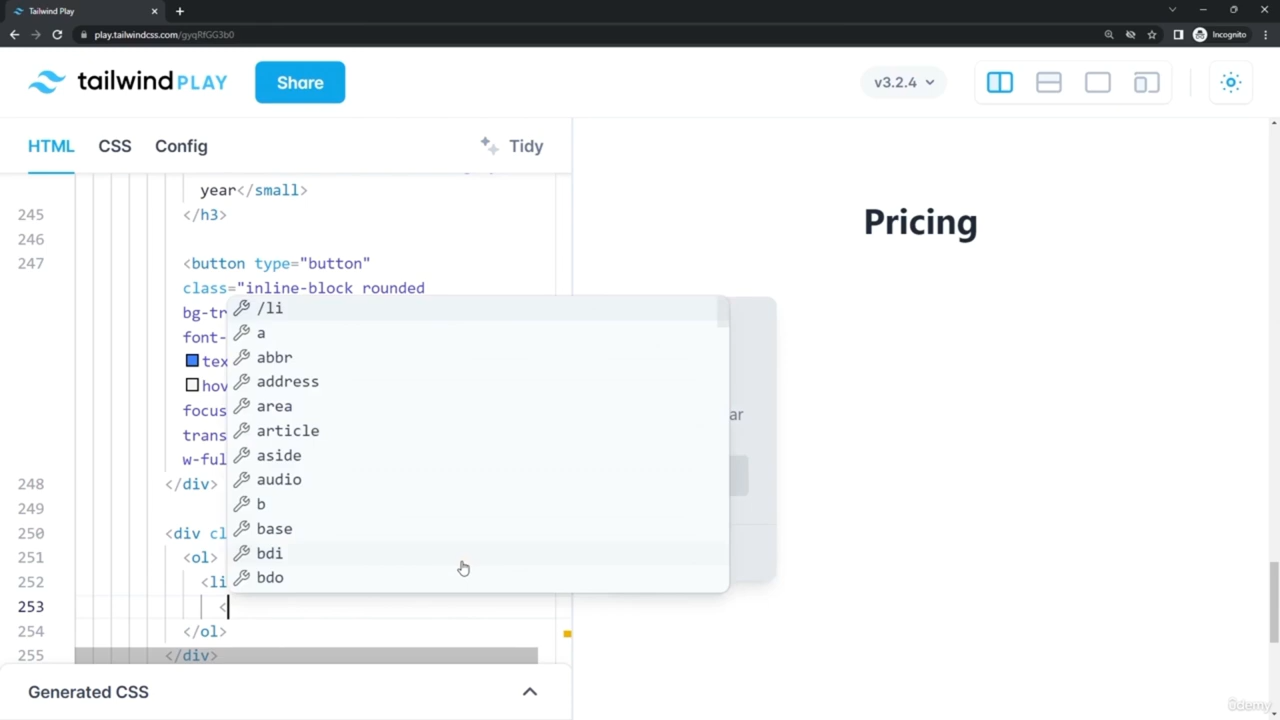 Tailwind Play
play.tailwindcss.com/gyqRfGG3b0
Incognito
tailwind PLAY
Share
v3.2.4
HTML CSS Config
Tidy
year</small>
245 </h3>
246
247 <button type="button"
class="inline-block rounded
bg-tr
font-
tex
hov
focus
trans
w-ful
/li
a
abbr
address
area
article
aside
audio
b
base
bdi
bdo
248 </div>
249
250 <div cl
251 <ol>
252 <li
253 <
254 </ol>
255 </div>
Generated CSS
Pricing
ar
ûdemy